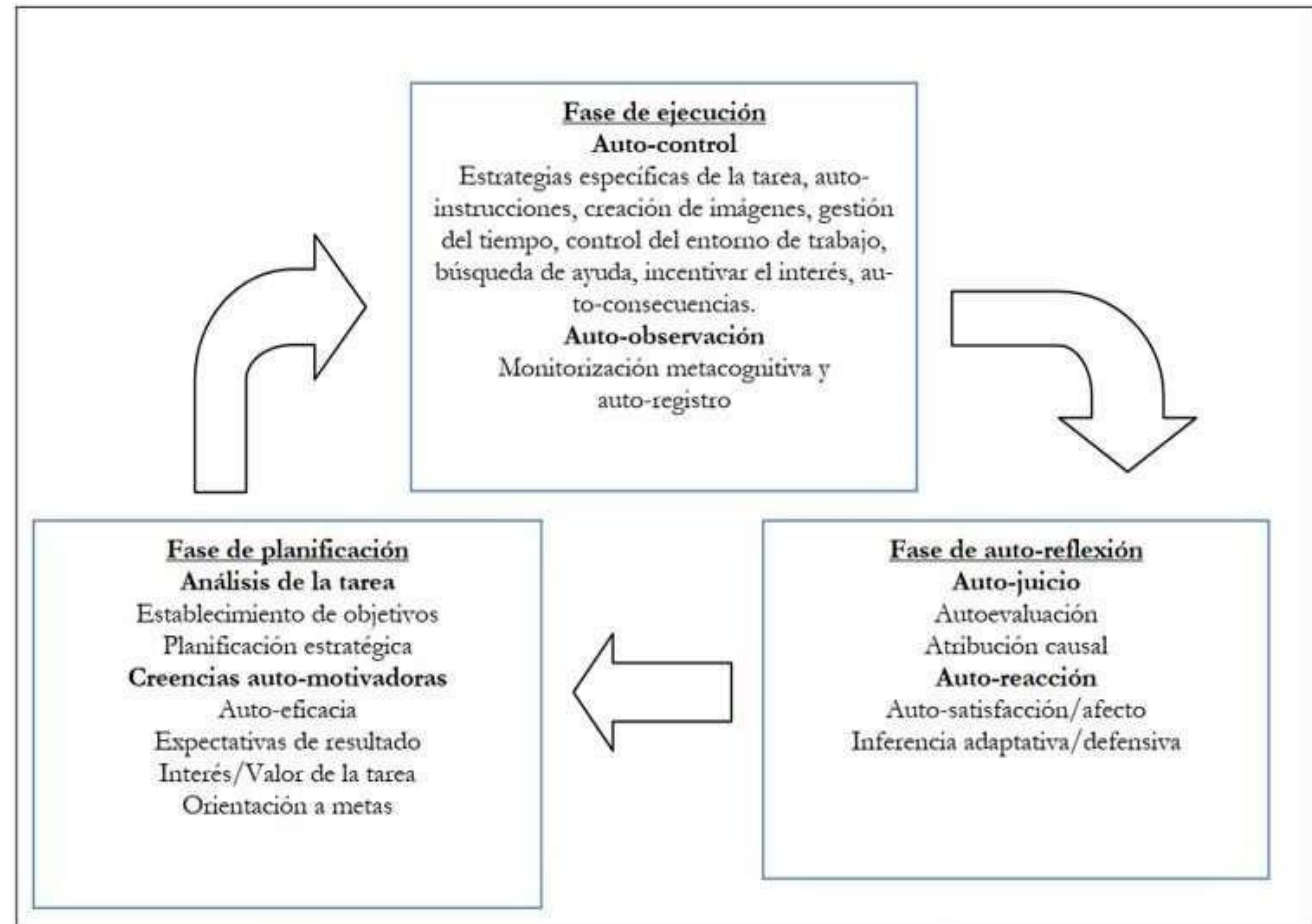 Fase de ejecución
Auto-control
Estrategias específicas de la tarea, auto-
instrucciones, creación de imágenes, gestión
del tiempo, control del entorno de trabajo,
búsqueda de ayuda, incentivar el interés, au-
to-consecuencias.
Auto-observación
Monitorización metacognitiva y
auto-registro
Fase de planificación
Análisis de la tarea
Establecimiento de objetivos
Planificación estratégica
Creencias auto-motivadoras
Auto-eficacia
Expectativas de resultado
Interés/Valor de la tarea
Orientación a metas
Fase de auto-reflexión
Auto-juicio
Autoevaluación
Atribución causal
Auto-reacción
Auto-satisfacción/afecto
Inferencia adaptativa/defensiva